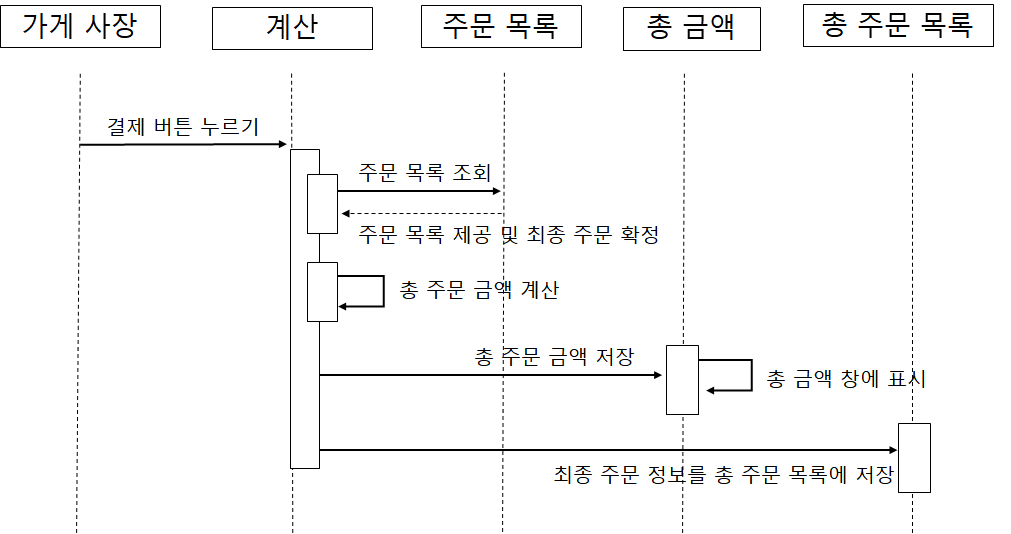 가게 사장
계산
주문 목록
총 금액
총 주문 목록
결제 버튼 누르기
주문 목록 조회
주문 목록 제공 및 최종 주문 확정
총 주문 금액 계산
총 주문 금액 저장
총 금액 창에 표시
최종 주문 정보를 총 주문 목록에 저장